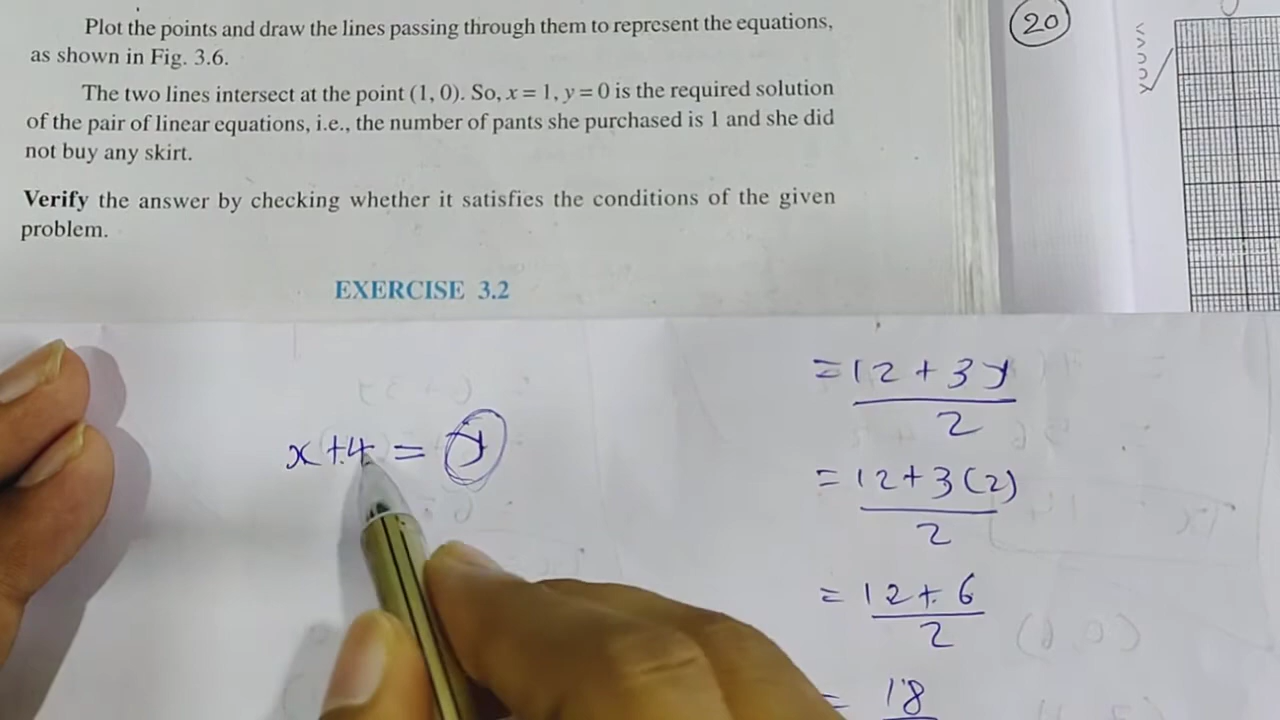 Plot the points and draw the lines passing through them to represent the equations,
as shown in Fig. 3.6.
The two lines intersect at the point (1, 0). So, x = 1, y = 0 is the required solution
of the pair of linear equations, i.e., the number of pants she purchased is 1 and she did
not buy any skirt.
Verify the answer by checking whether it satisfies the conditions of the given
problem.
EXERCISE 3.2
20
x + 4 = y
= 12 + 3y
2
= 12 + 3(2)
2
= 12 + 6
2
= 18